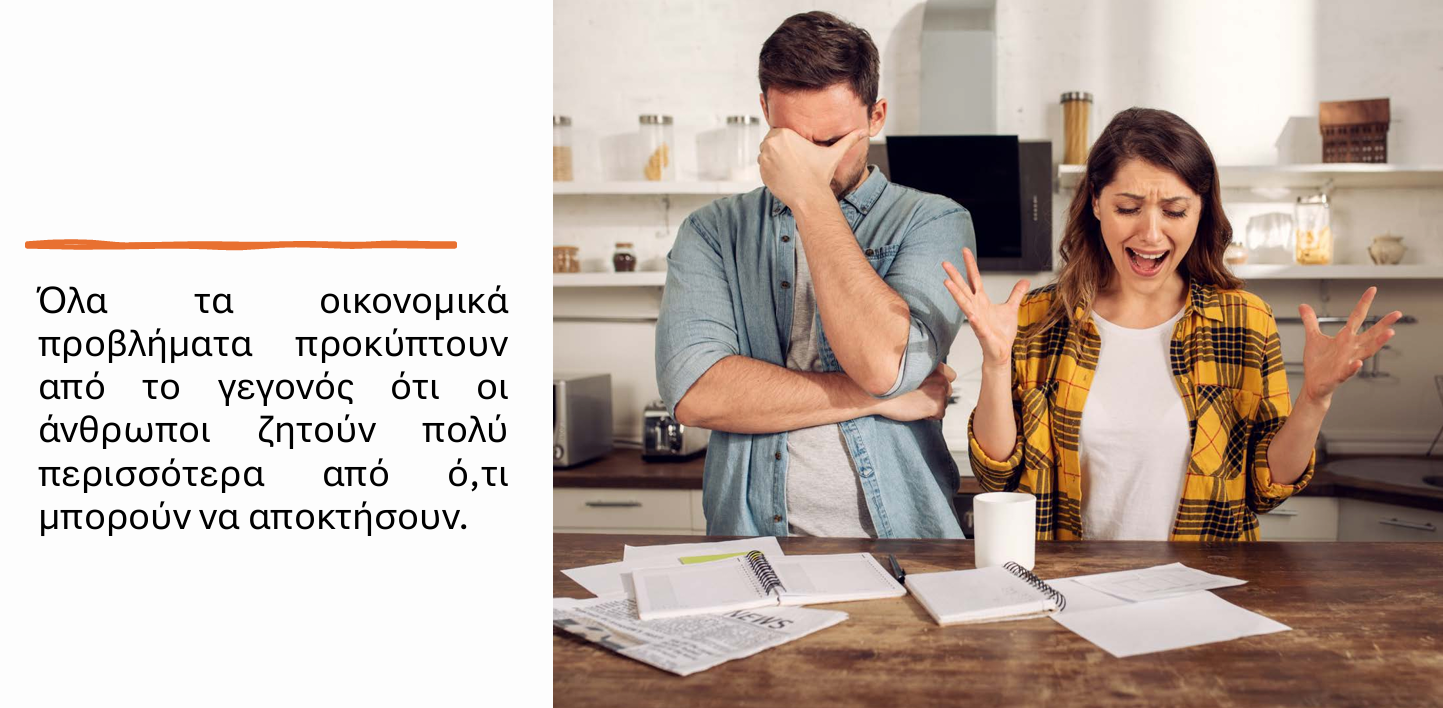 Όλα τα οικονομικά
προβλήματα προκύπτουν
από το γεγονός ότι οι
άνθρωποι ζητούν πολύ
περισσότερα από ό,τι
μπορούν να αποκτήσουν.
NEWS